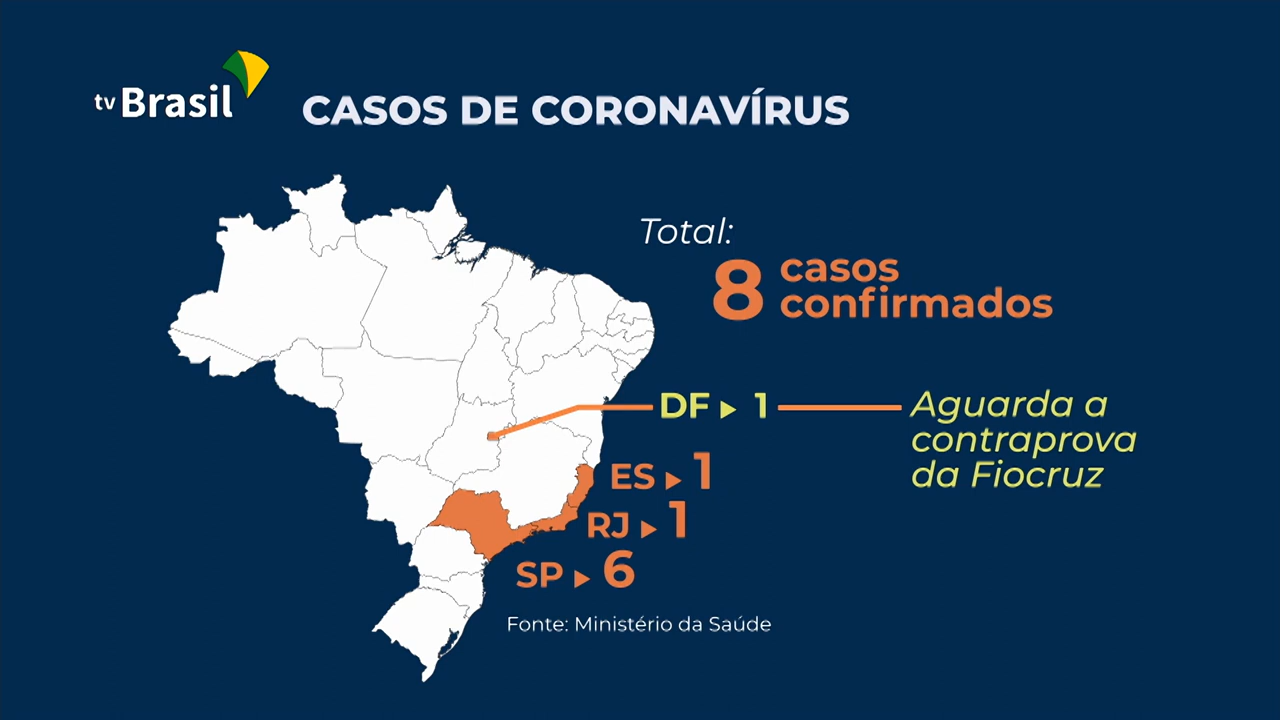 tv Brasil
CASOS DE CORONAVÍRUS
Total:
8 casos
confirmados
DF ▸ 1
Aguarda a
contraprova
da Fiocruz
ES ▸ 1
RJ ▸ 1
SP ▸ 6
Fonte: Ministério da Saúde